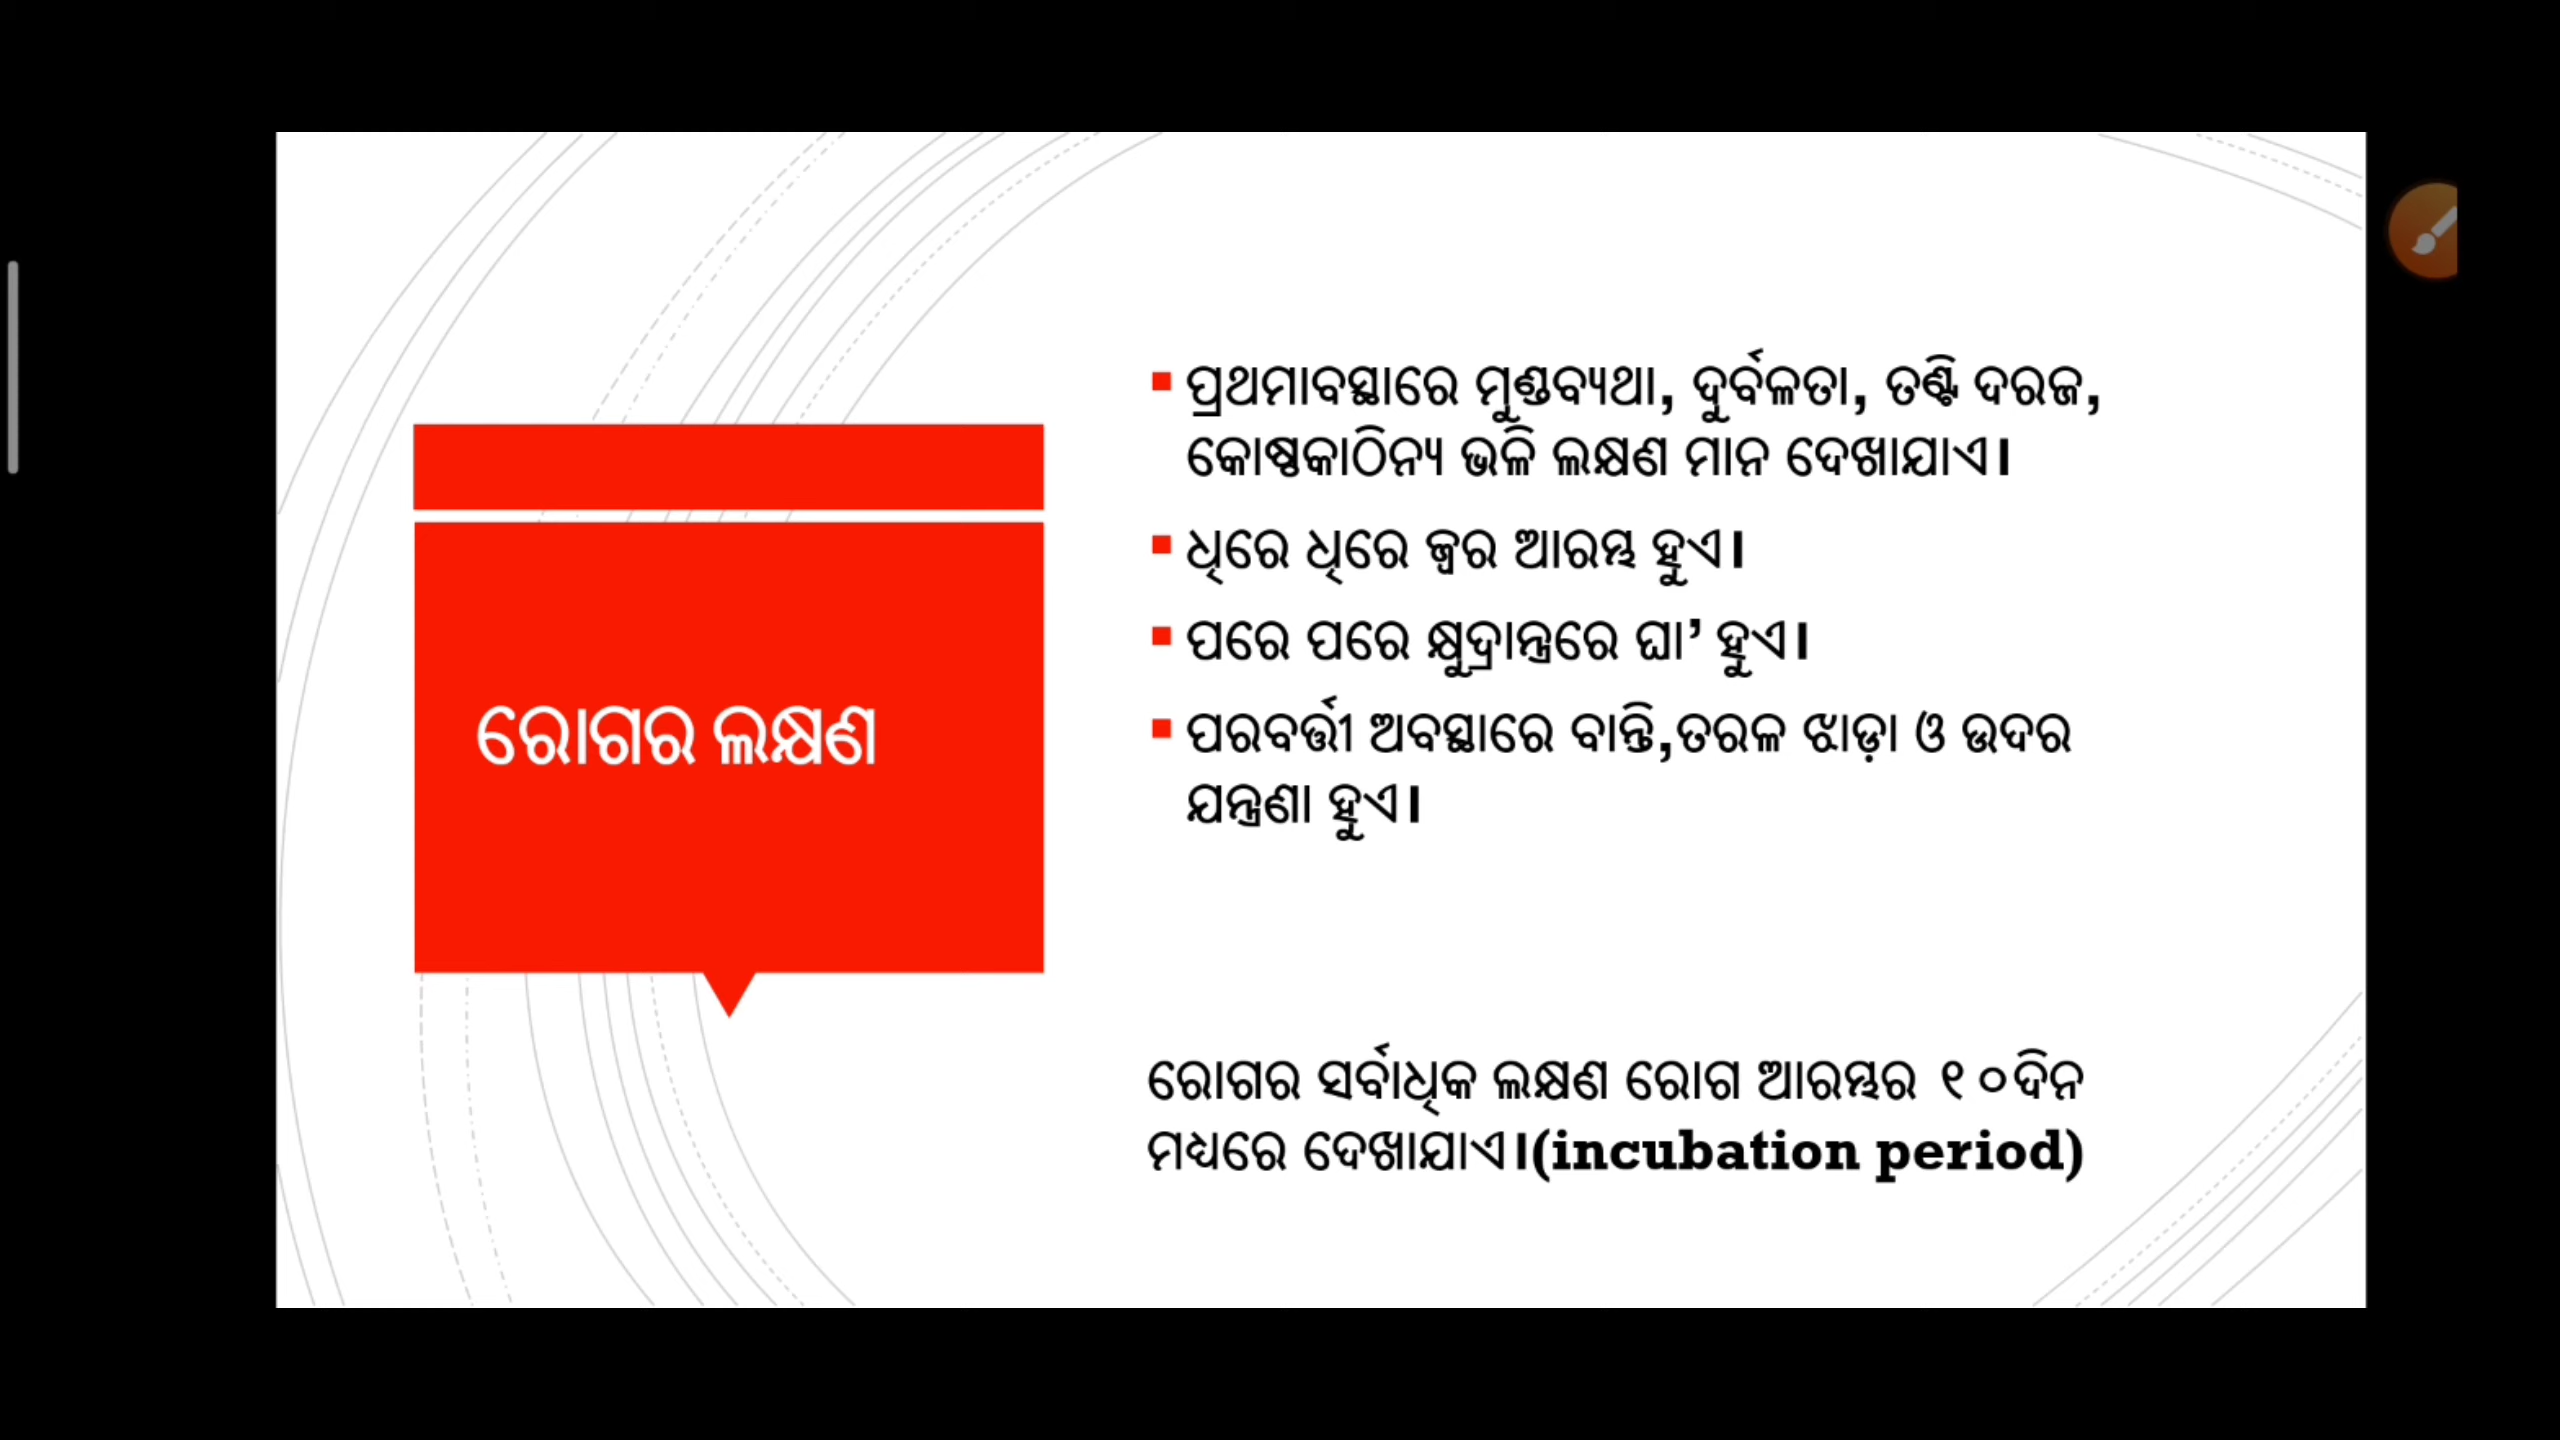 ରୋଗର ଲକ୍ଷଣ
▪ ପ୍ରଥମାବସ୍ଥାରେ ମୁଣ୍ଡବ୍ୟଥା, ଦୁର୍ବଳତା, ତଣ୍ଟି ଦରଜ,
କୋଷ୍ଠକାଠିନ୍ୟ ଭଳି ଲକ୍ଷଣ ମାନ ଦେଖାଯାଏ।
▪ ଧିରେ ଧିରେ ଜ୍ଵର ଆରମ୍ଭ ହୁଏ।
▪ ପରେ ପରେ କ୍ଷୁଦ୍ରାନ୍ତ୍ରରେ ଘା’ ହୁଏ।
▪ ପରବର୍ତ୍ତୀ ଅବସ୍ଥାରେ ବାନ୍ତି,ତରଳ ଝାଡ଼ା ଓ ଉଦର
ଯନ୍ତ୍ରଣା ହୁଏ।
ରୋଗର ସର୍ବାଧିକ ଲକ୍ଷଣ ରୋଗ ଆରମ୍ଭର ୧୦ଦିନ
ମଧ୍ୟରେ ଦେଖାଯାଏ।(incubation period)